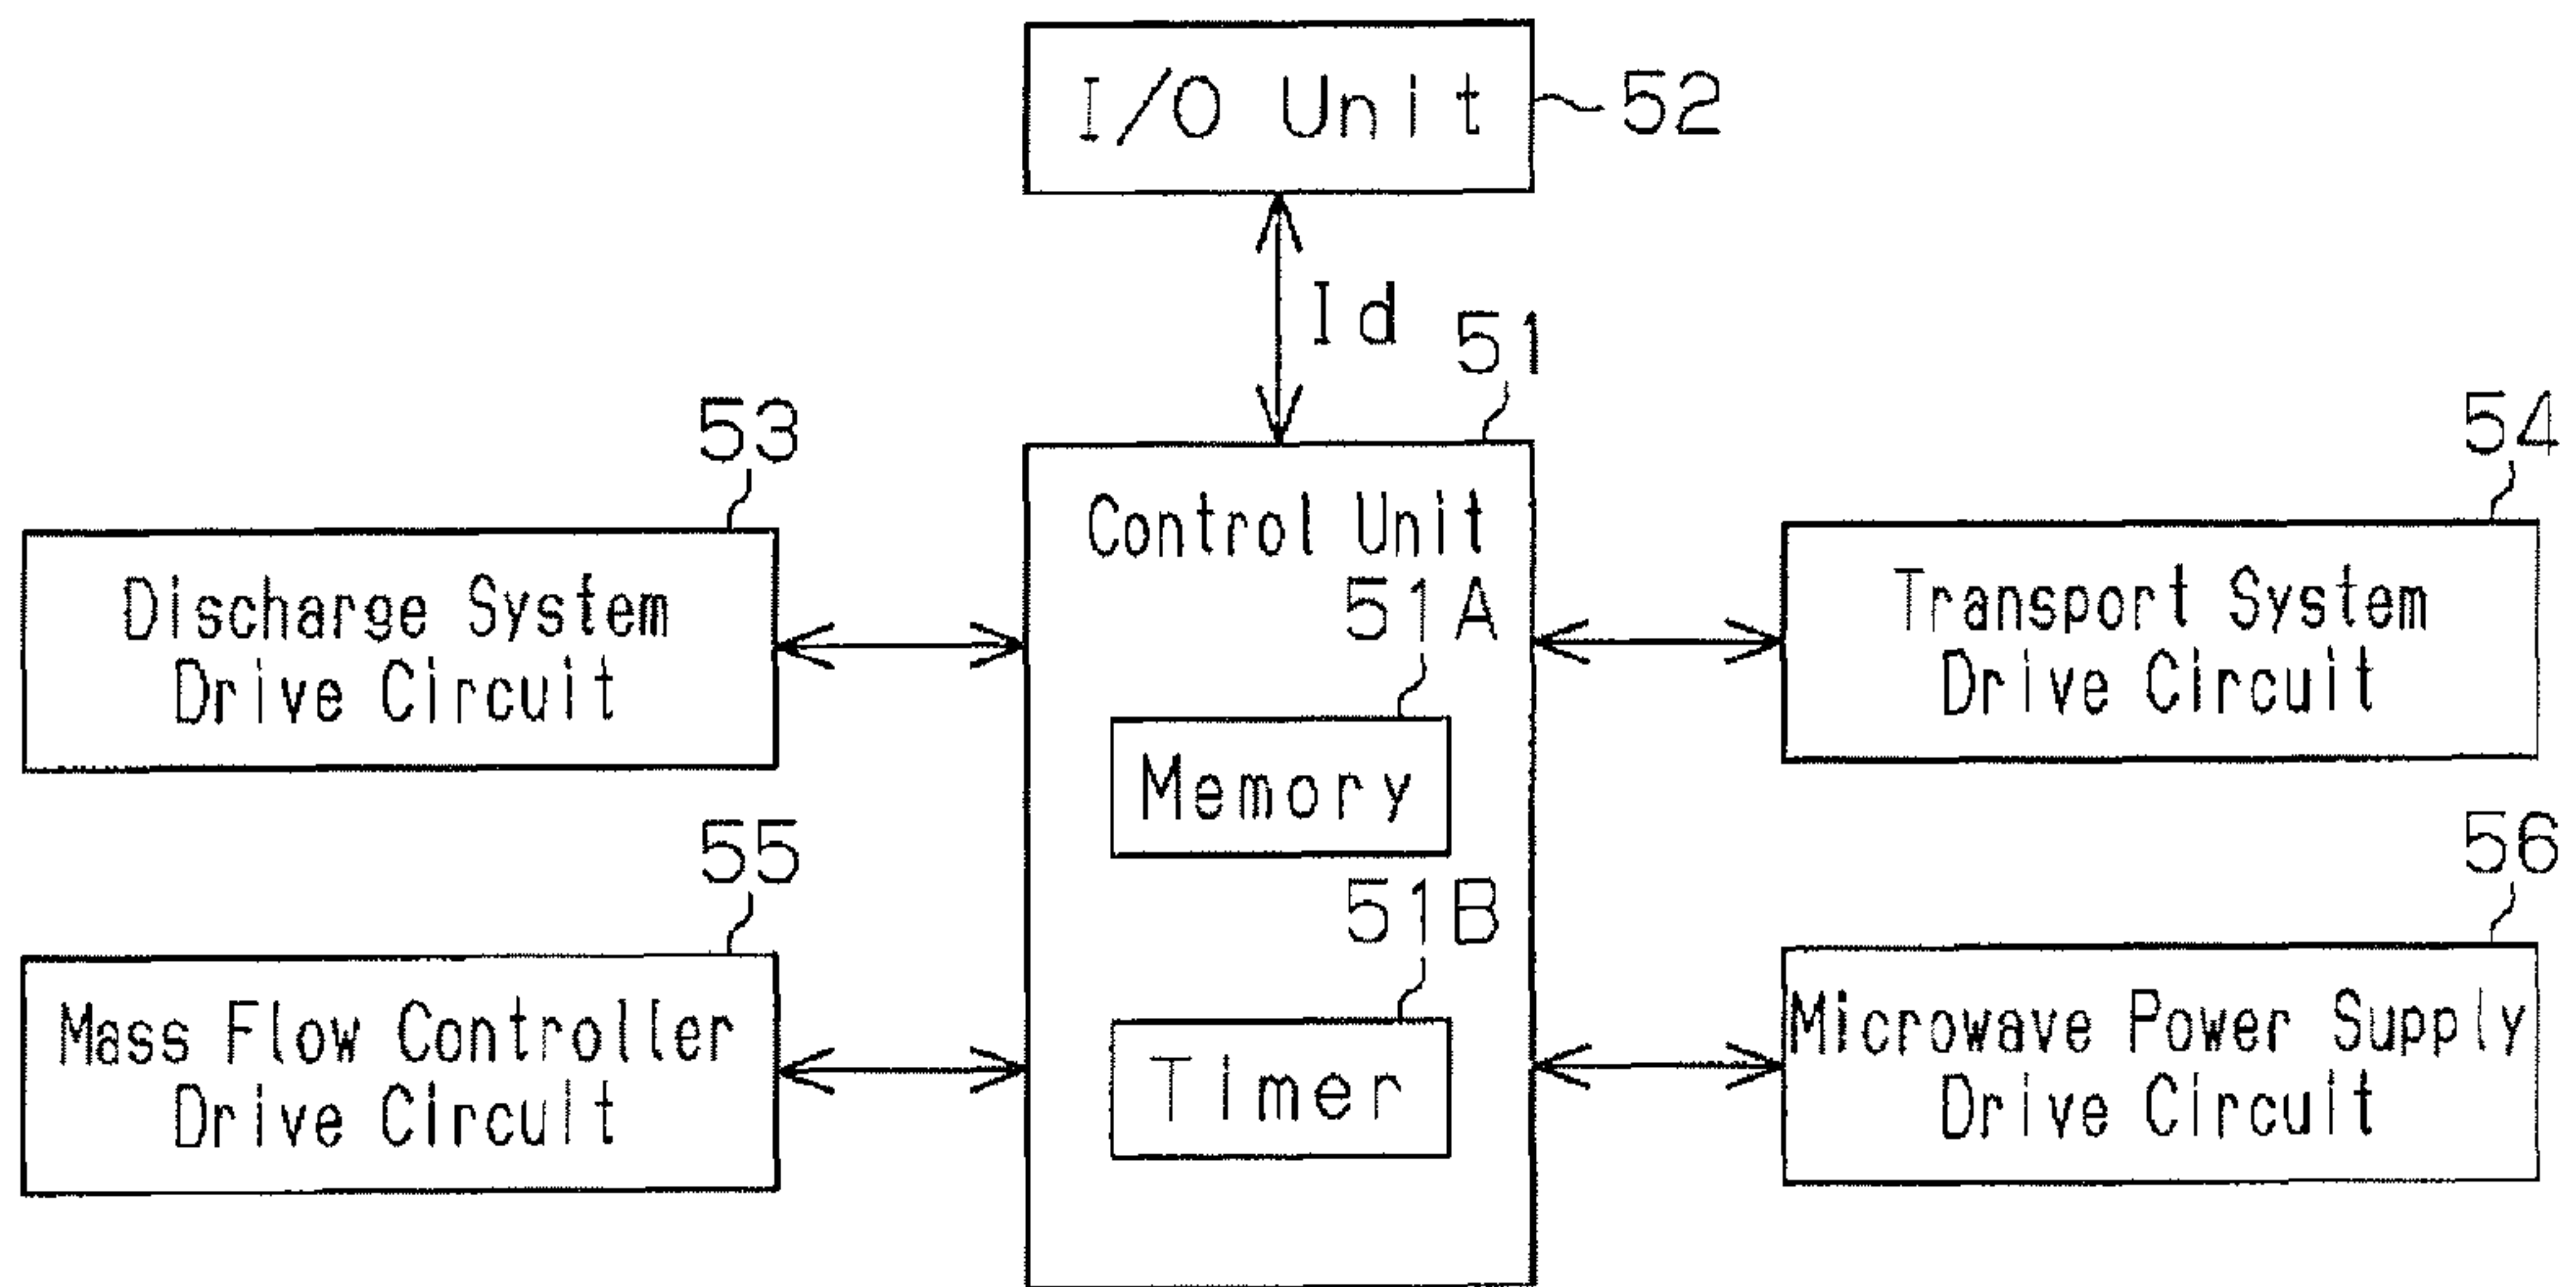 I/O Unit
52
Id
51
53
54
Control Unit
Discharge System
Drive Circuit
51A
Transport System
Drive Circuit
Memory
55
56
51B
Mass Flow Controller
Drive Circuit
Timer
Microwave Power Supply
Drive Circuit